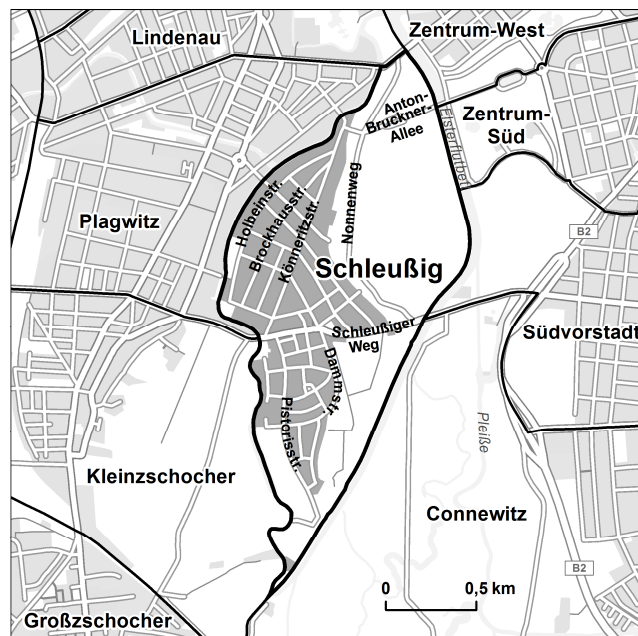 Lindenau
Zentrum-West
Anton-
Bruckner-
Allee
Elsterflutbett
Zentrum-
Süd
Plagwitz
Holbeinstr.
Brockhausstr.
Könneritzstr.
Nonnenweg
B2
Schleußig
Schleußiger
Weg
Südvorstadt
Dammstr.
Pistorisstr.
Pleiße
Kleinzschocher
Connewitz
B2
0
0,5 km
Großzschocher